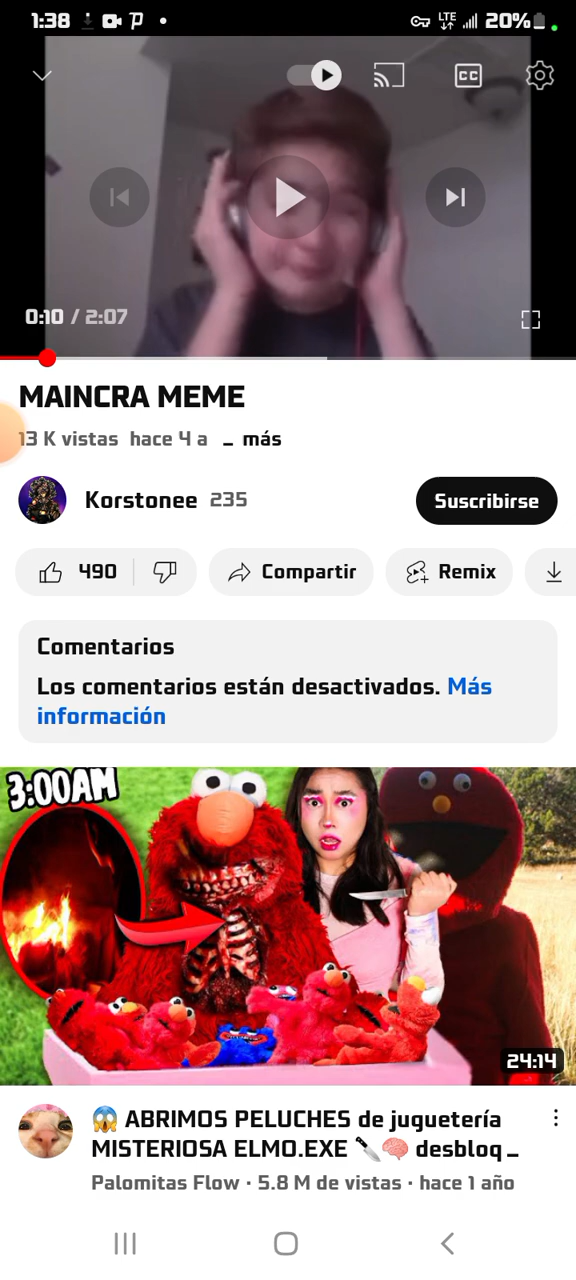 1:38
LTE
20%
CC
0:10 / 2:07
MAINCRA MEME
13 K vistas hace 4 a _ más
Korstonee 235
Suscribirse
490
Compartir
Remix
Comentarios
Los comentarios están desactivados. Más
información
3:00AM
24:14
😱 ABRIMOS PELUCHES de juguetería
MISTERIOSA ELMO.EXE 🔪🧠 desbloq _
Palomitas Flow · 5.8 M de vistas · hace 1 año